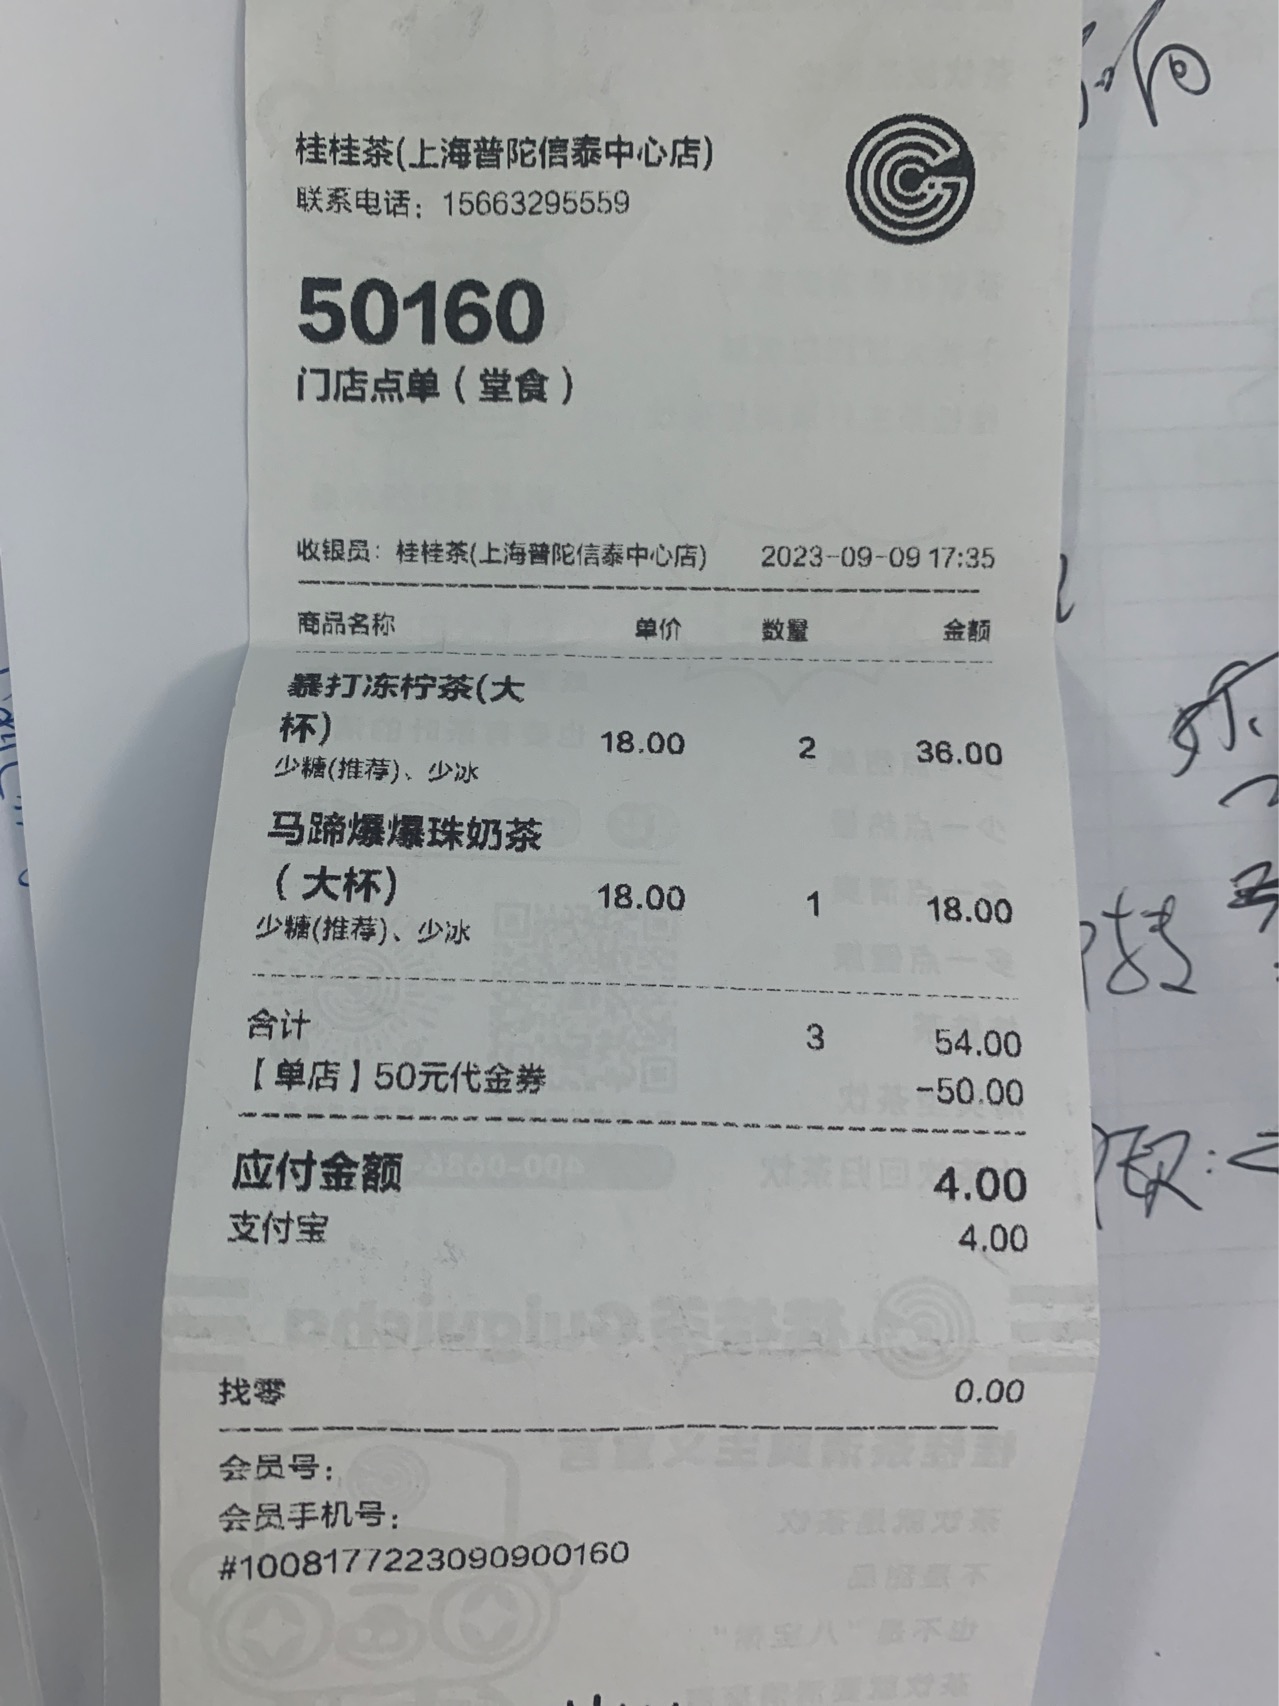 桂桂茶(上海普陀信泰中心店)
联系电话：15663295559
50160
门店点单（堂食）
收银员：桂桂茶(上海普陀信泰中心店) 2023-09-09 17:35
商品名称 单价 数量 金额
暴打冻柠茶(大
杯) 18.00 2 36.00
少糖(推荐)、少冰
马蹄爆爆珠奶茶
（大杯) 18.00 1 18.00
少糖(推荐)、少冰
合计 3 54.00
【单店】50元代金券 -50.00
应付金额 4.00
支付宝 4.00
找零 0.00
会员号：
会员手机号：
#1008177223090900160